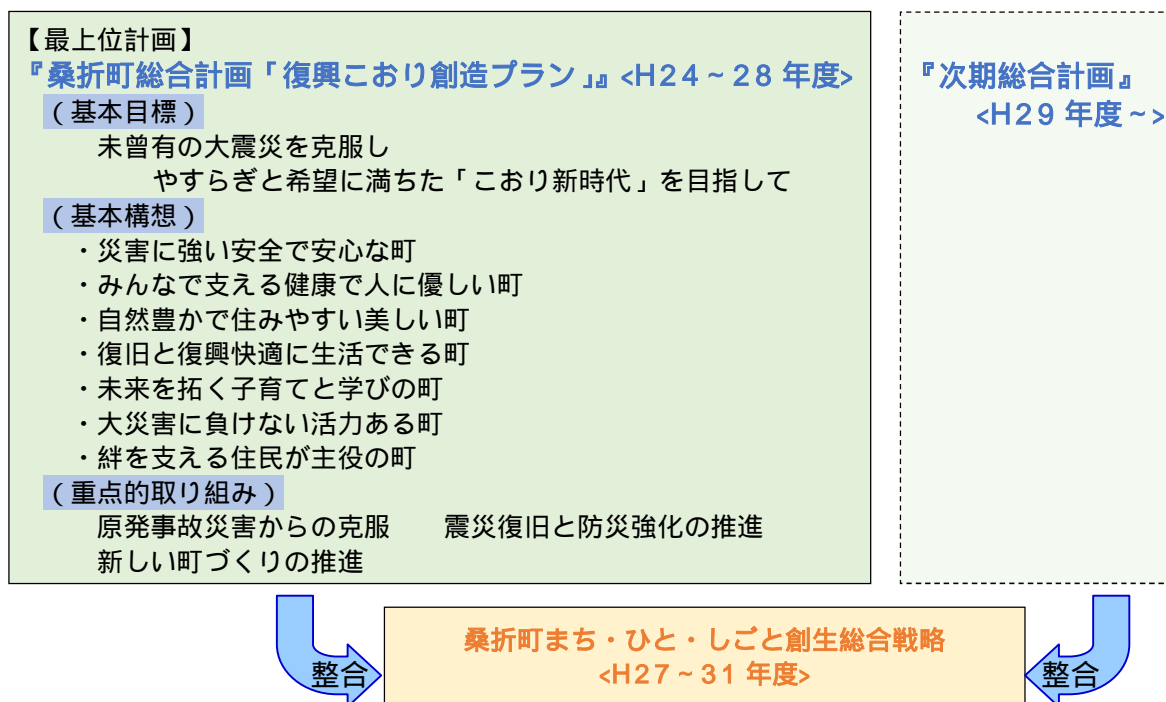 【最上位計画】
『桑折町総合計画「復興こおり創造プラン」』<H24～28年度>
（基本目標）
未曾有の大震災を克服し
やすらぎと希望に満ちた「こおり新時代」を目指して
（基本構想）
・災害に強い安全で安心な町
・みんなで支える健康で人に優しい町
・自然豊かで住みやすい美しい町
・復旧と復興快適に生活できる町
・未来を拓く子育てと学びの町
・大災害に負けない活力ある町
・絆を支える住民が主役の町
（重点的取り組み）
原発事故災害からの克服　　震災復旧と防災強化の推進
新しい町づくりの推進
『次期総合計画』
<H29年度～>
整合
桑折町まち・ひと・しごと創生総合戦略
<H27～31年度>
整合